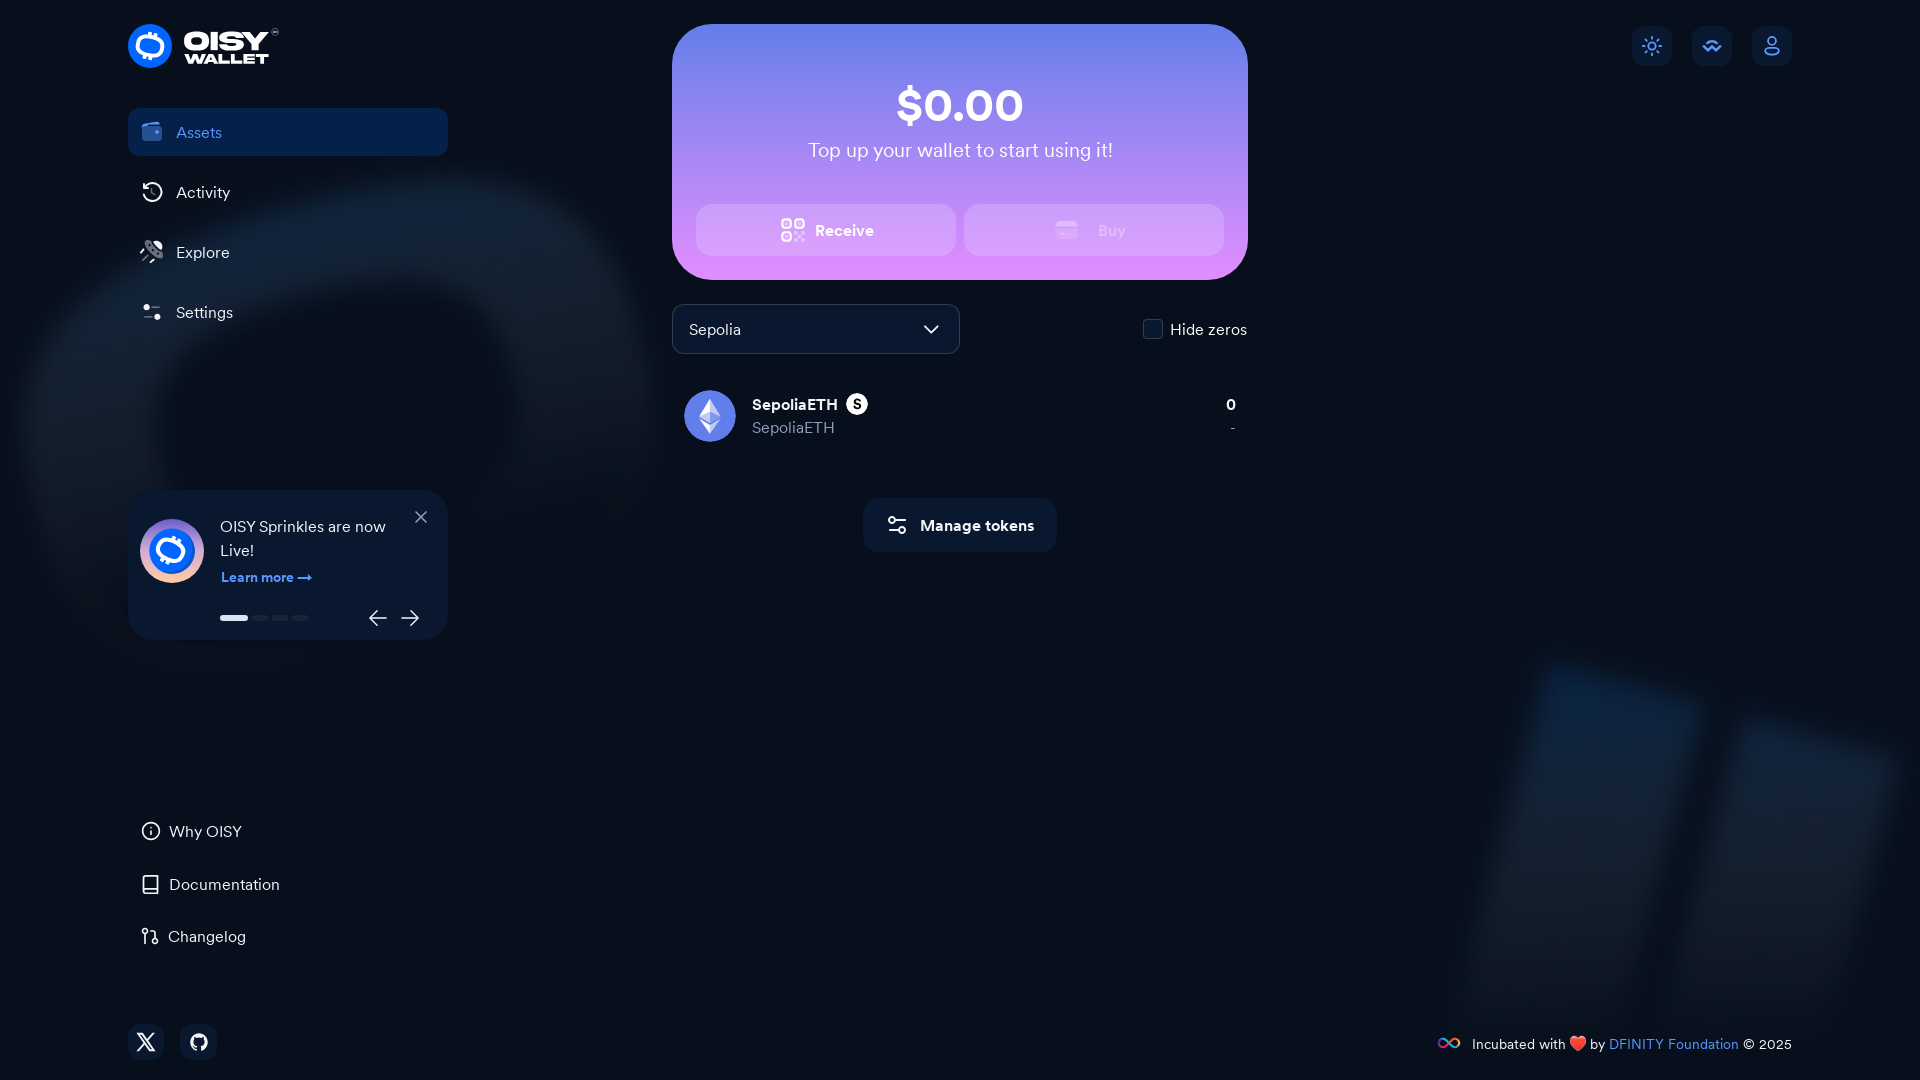 OISY
WALLET
Assets
Activity
Explore
Settings
OISY Sprinkles are now
Live!
Learn more →
Why OISY
Documentation
Changelog
$0.00
Top up your wallet to start using it!
Receive
Buy
Sepolia
Hide zeros
SepoliaETH S
0
SepoliaETH
-
Manage tokens
Incubated with ❤️ by DFINITY Foundation © 2025